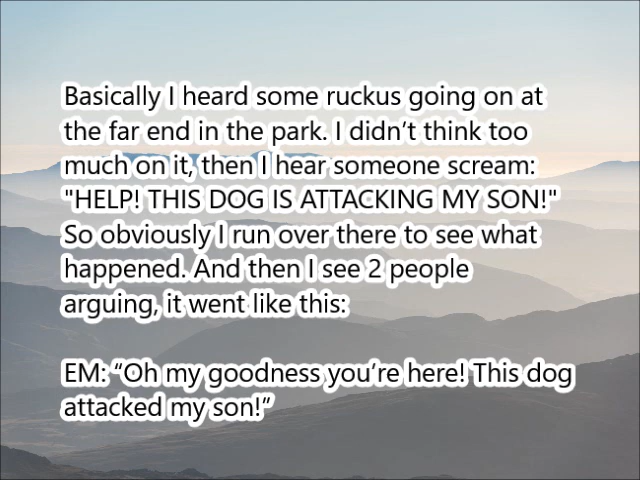 Basically I heard some ruckus going on at
the far end in the park. I didn’t think too
much on it, then I hear someone scream:
"HELP! THIS DOG IS ATTACKING MY SON!"
So obviously I run over there to see what
happened. And then I see 2 people
arguing, it went like this:
EM: “Oh my goodness you’re here! This dog
attacked my son!”